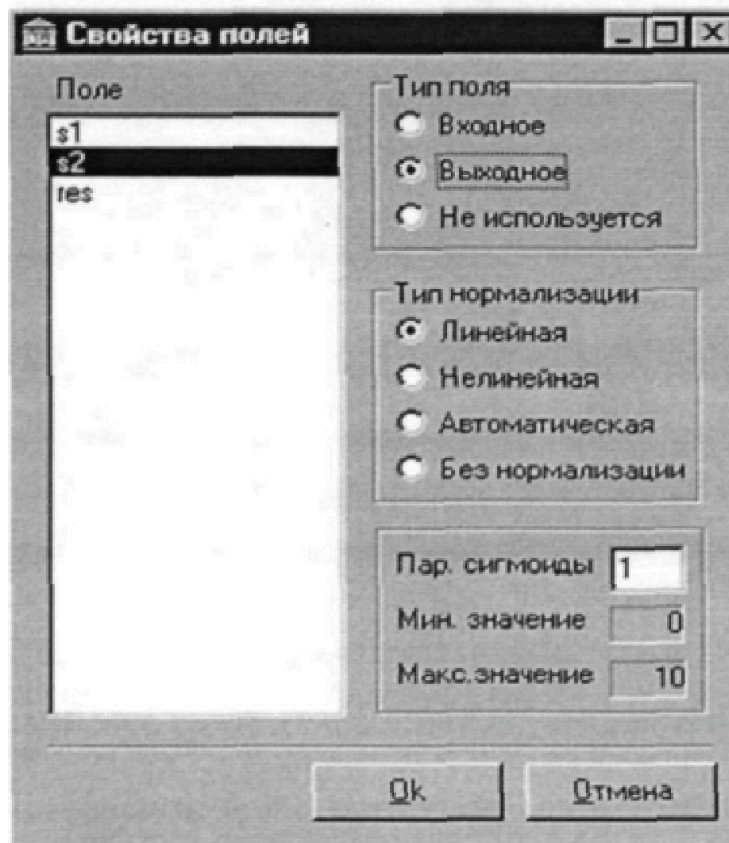 Свойства полей
Поле
s1
s2
res
Тип поля
Входное
Выходное
Не используется
Тип нормализации
Линейная
Нелинейная
Автоматическая
Без нормализации
Пар. сигмоиды 1
Мин. значение 0
Макс.значение 10
Ok
Отмена